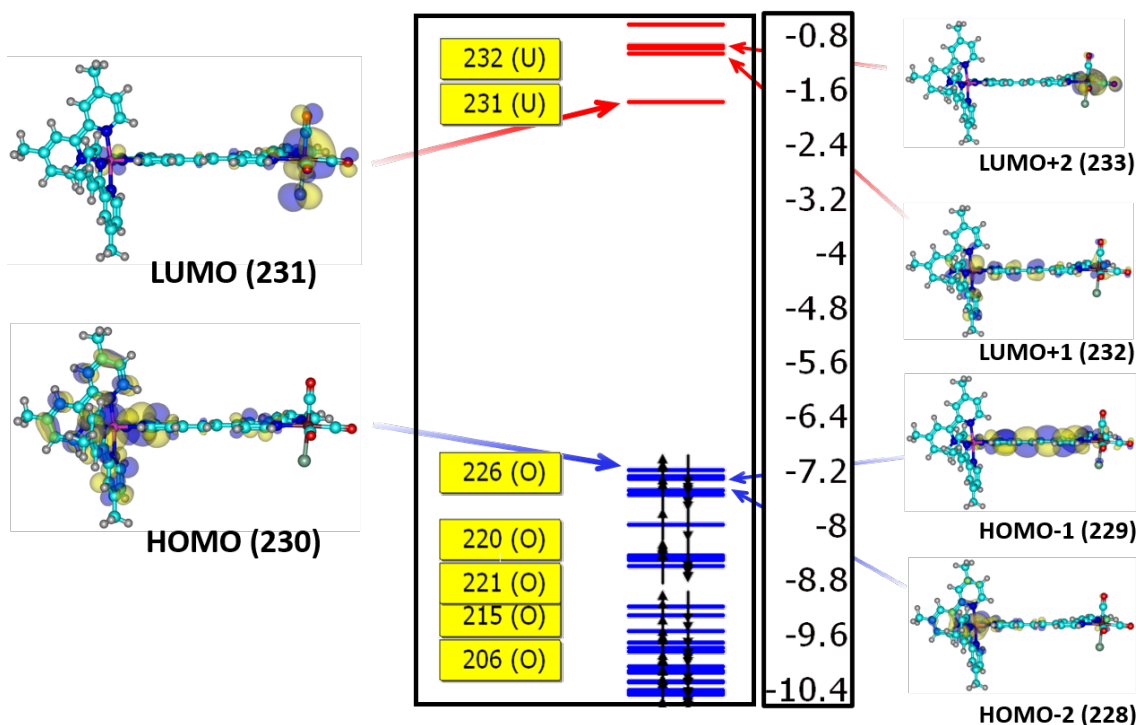 232 (U)
231 (U)
226 (O)
220 (O)
221 (O)
215 (O)
206 (O)
-0.8
-1.6
-2.4
-3.2
-4
-4.8
-5.6
-6.4
-7.2
-8
-8.8
-9.6
-10.4
LUMO (231)
HOMO (230)
LUMO+2 (233)
LUMO+1 (232)
HOMO-1 (229)
HOMO-2 (228)